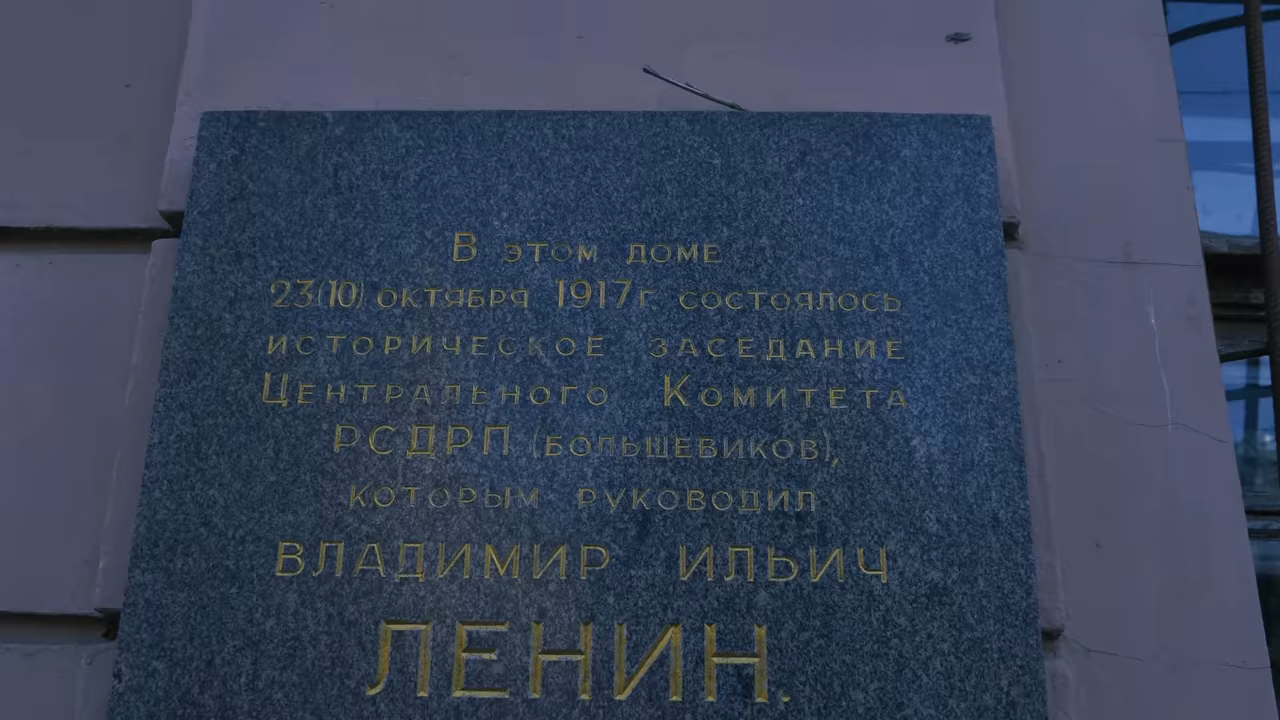 В этом доме
23(10) октября 1917 г. состоялось
историческое заседание
Центрального Комитета
РСДРП (большевиков),
которым руководил
ВЛАДИМИР ИЛЬИЧ
ЛЕНИН.